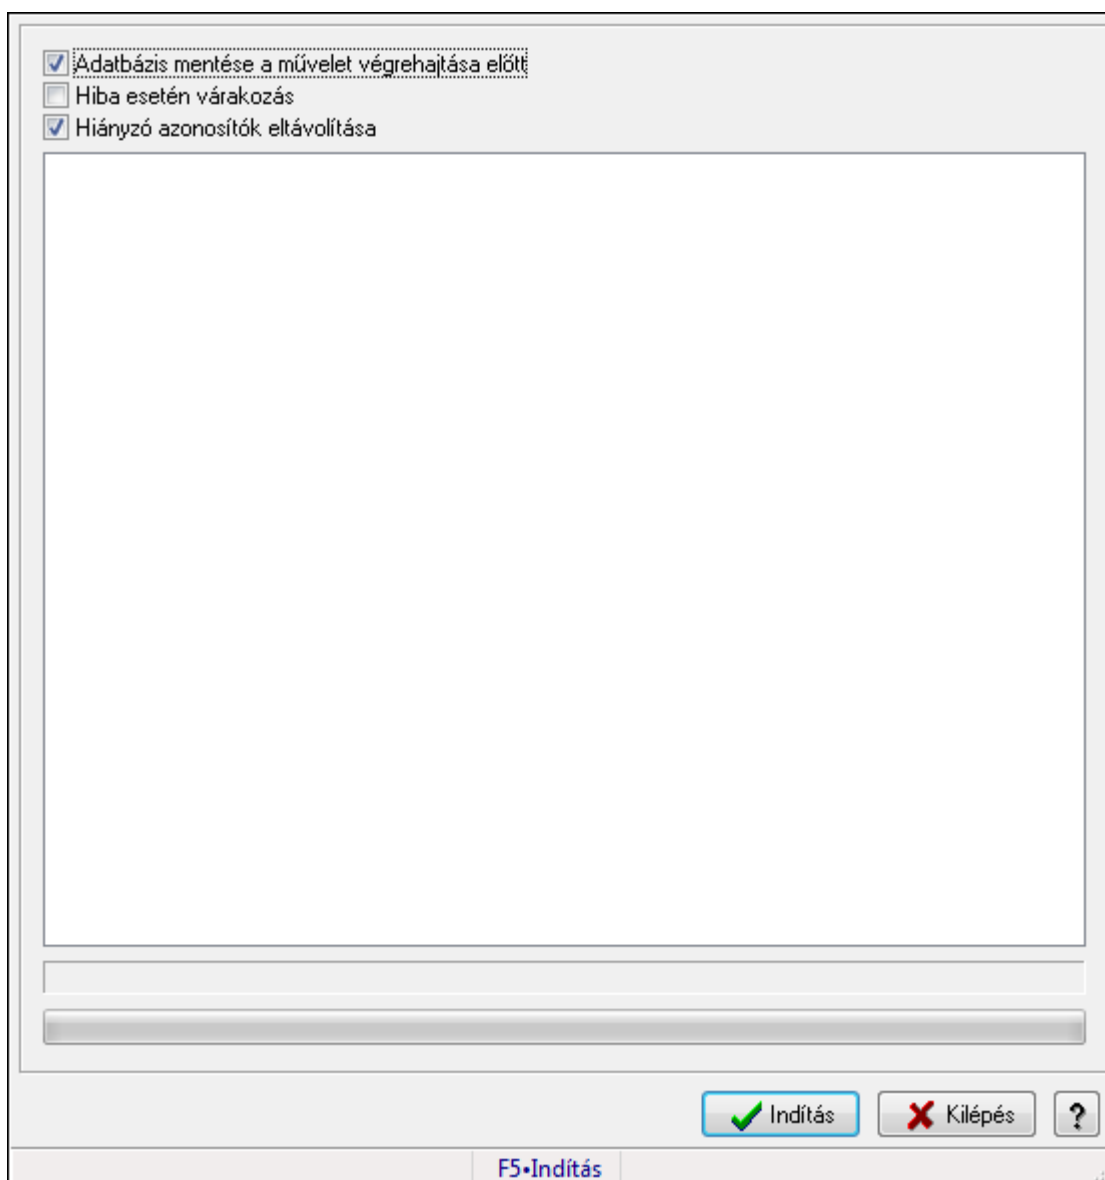 Adatbázis mentése a művelet végrehajtása előtt
Hiba esetén várakozás
Hiányzó azonosítók eltávolítása
Indítás
Kilépés
?
F5•Indítás